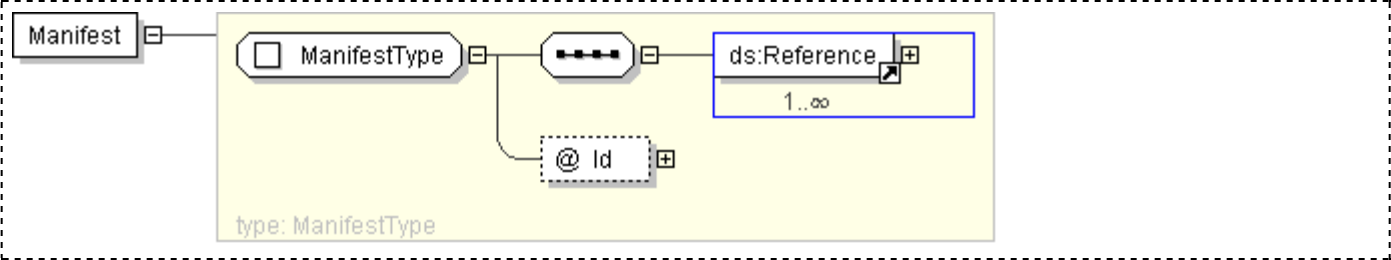 Manifest
ManifestType
ds:Reference
1..∞
@ Id
type: ManifestType